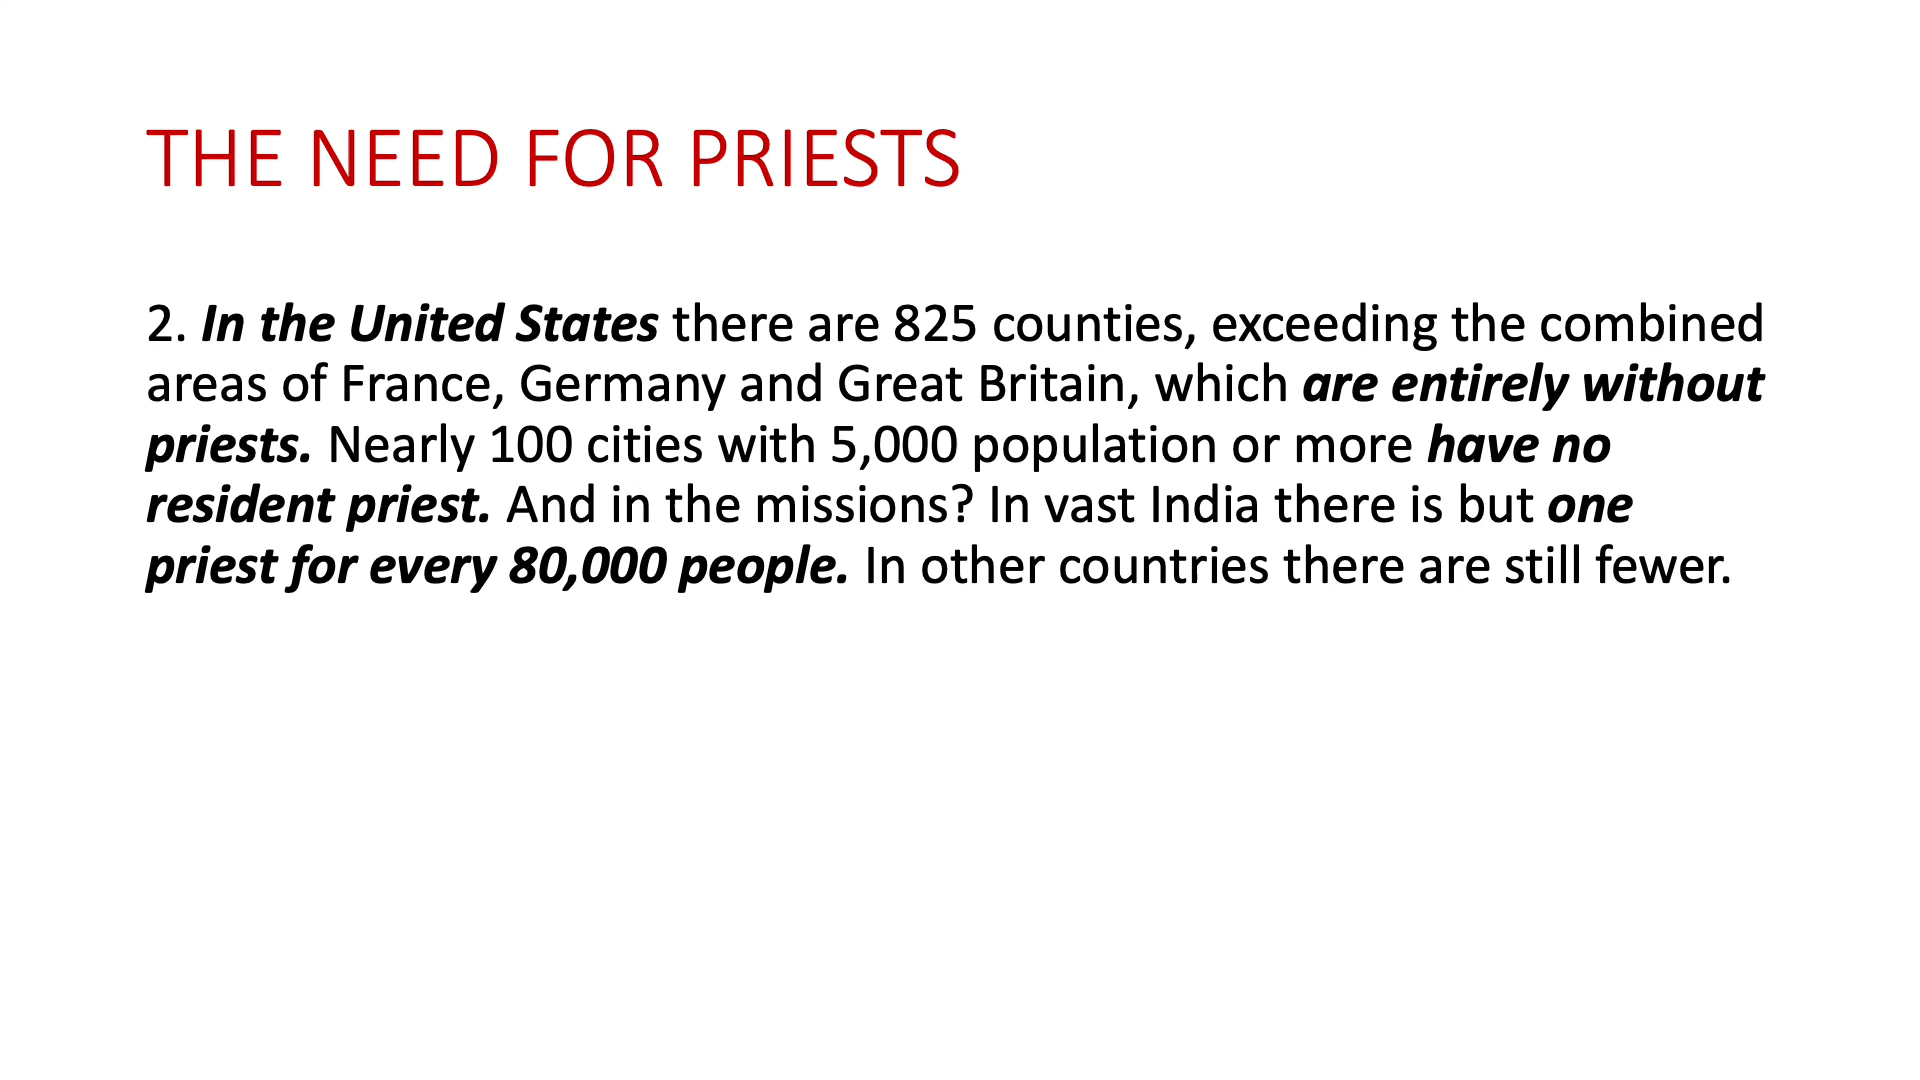 THE NEED FOR PRIESTS
2. In the United States there are 825 counties, exceeding the combined
areas of France, Germany and Great Britain, which are entirely without
priests. Nearly 100 cities with 5,000 population or more have no
resident priest. And in the missions? In vast India there is but one
priest for every 80,000 people. In other countries there are still fewer.